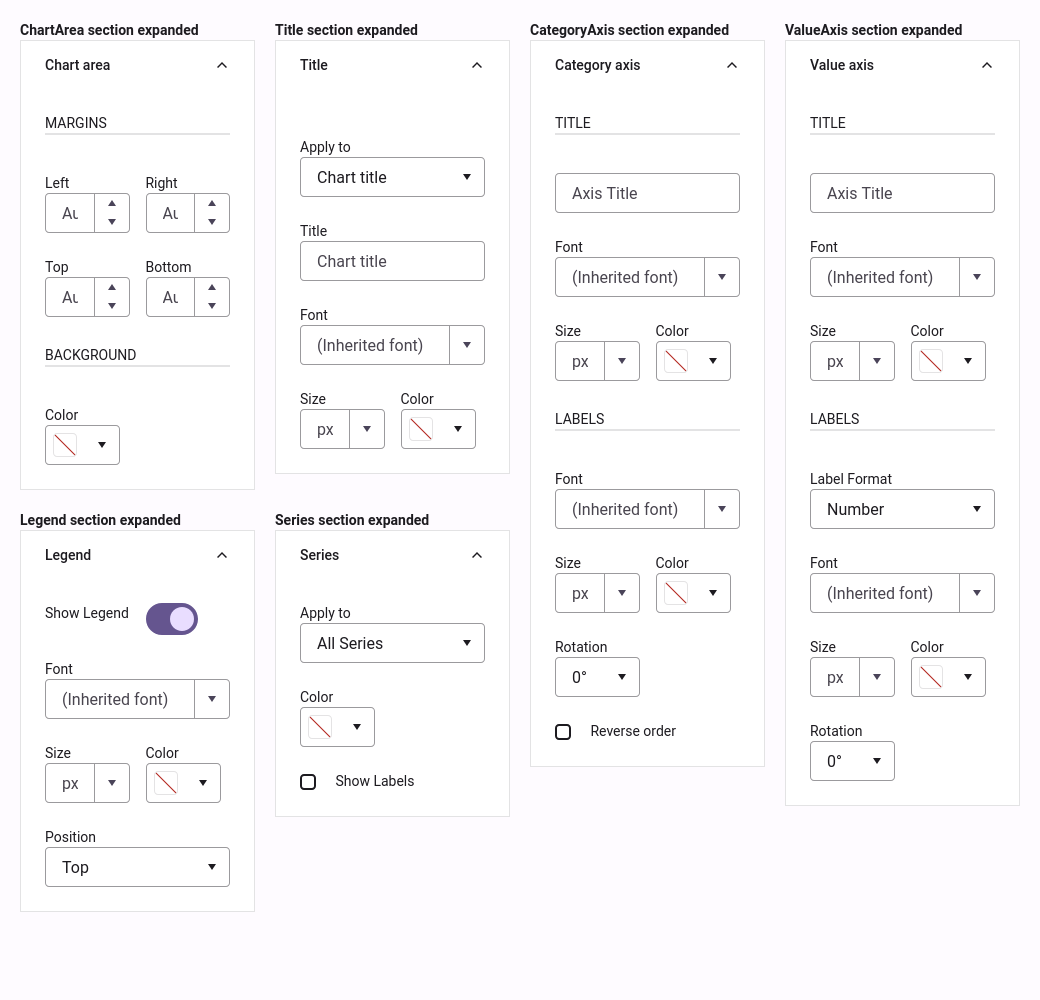 ChartArea section expanded
Chart area
MARGINS
Left Right
Au Au
Top Bottom
Au Au
BACKGROUND
Color
Title section expanded
Title
Apply to
Chart title
Title
Chart title
Font
(Inherited font)
Size Color
px
CategoryAxis section expanded
Category axis
TITLE
Axis Title
Font
(Inherited font)
Size Color
px
LABELS
Font
(Inherited font)
Size Color
px
Rotation
0°
Reverse order
ValueAxis section expanded
Value axis
TITLE
Axis Title
Font
(Inherited font)
Size Color
px
LABELS
Label Format
Number
Font
(Inherited font)
Size Color
px
Rotation
0°
Legend section expanded
Legend
Show Legend
Font
(Inherited font)
Size Color
px
Position
Top
Series section expanded
Series
Apply to
All Series
Color
Show Labels